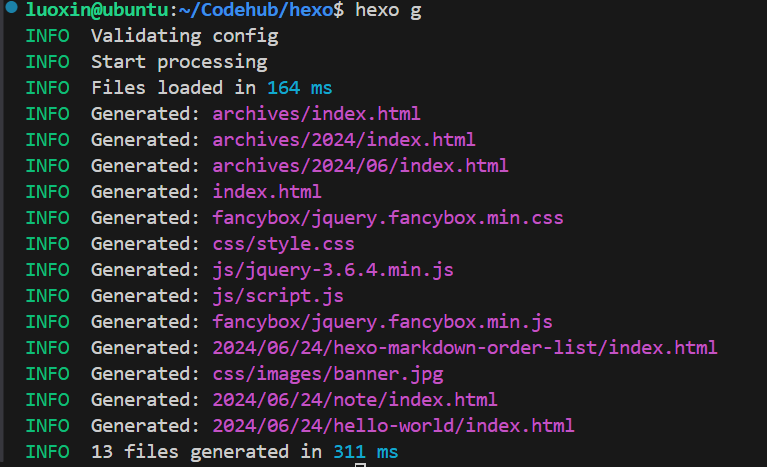 luoxin@ubuntu:~/Codehub/hexo$ hexo g
INFO  Validating config
INFO  Start processing
INFO  Files loaded in 164 ms
INFO  Generated: archives/index.html
INFO  Generated: archives/2024/index.html
INFO  Generated: archives/2024/06/index.html
INFO  Generated: index.html
INFO  Generated: fancybox/jquery.fancybox.min.css
INFO  Generated: css/style.css
INFO  Generated: js/jquery-3.6.4.min.js
INFO  Generated: js/script.js
INFO  Generated: fancybox/jquery.fancybox.min.js
INFO  Generated: 2024/06/24/hexo-markdown-order-list/index.html
INFO  Generated: css/images/banner.jpg
INFO  Generated: 2024/06/24/note/index.html
INFO  Generated: 2024/06/24/hello-world/index.html
INFO  13 files generated in 311 ms